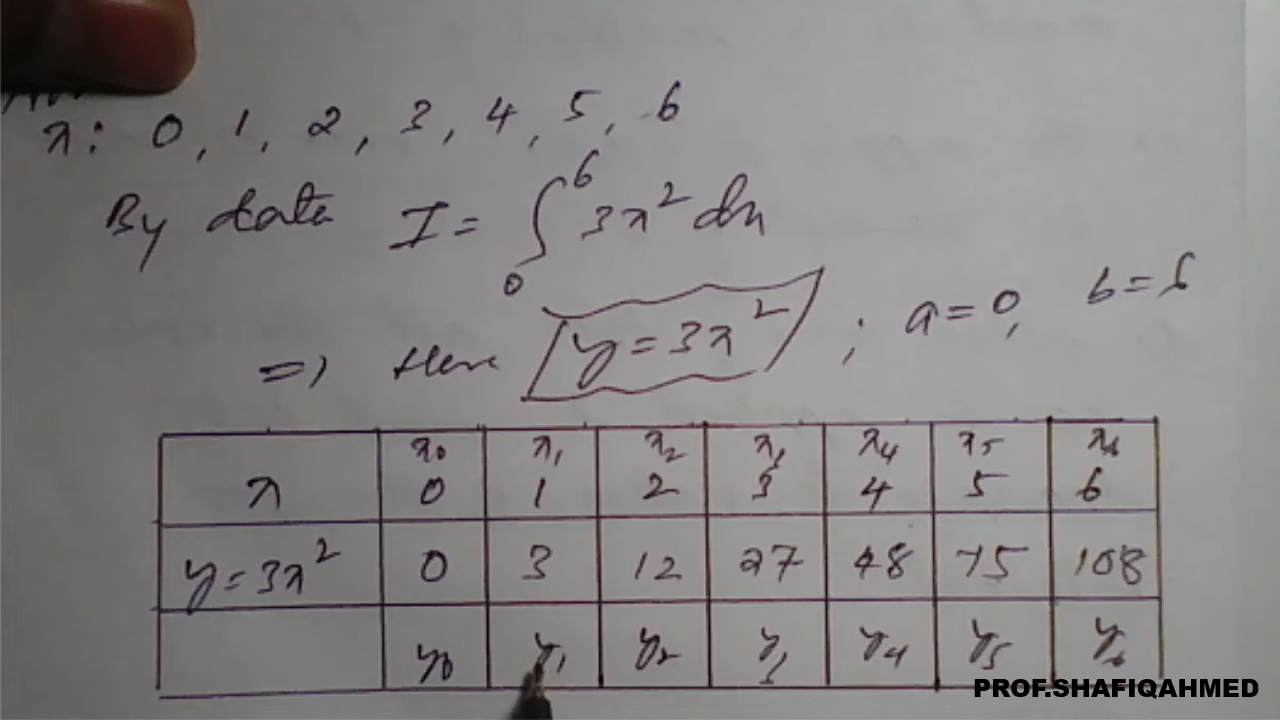 x: 0, 1, 2, 3, 4, 5, 6
By data I = ∫₀⁶ 3x² dx
=> Here y = 3x² ; a = 0, b = 6
x₀ x₁ x₂ x₃ x₄ x₅ x₆
x 0 1 2 3 4 5 6
y = 3x² 0 3 12 27 48 75 108
y₀ y₁ y₂ y₃ y₄ y₅ y₆
PROF.SHAFIQAHMED